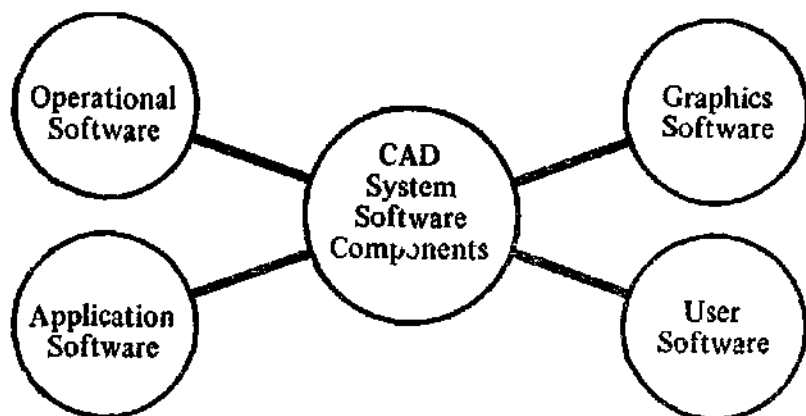 Operational
Software
Graphics
Software
CAD
System
Software
Components
Application
Software
User
Software